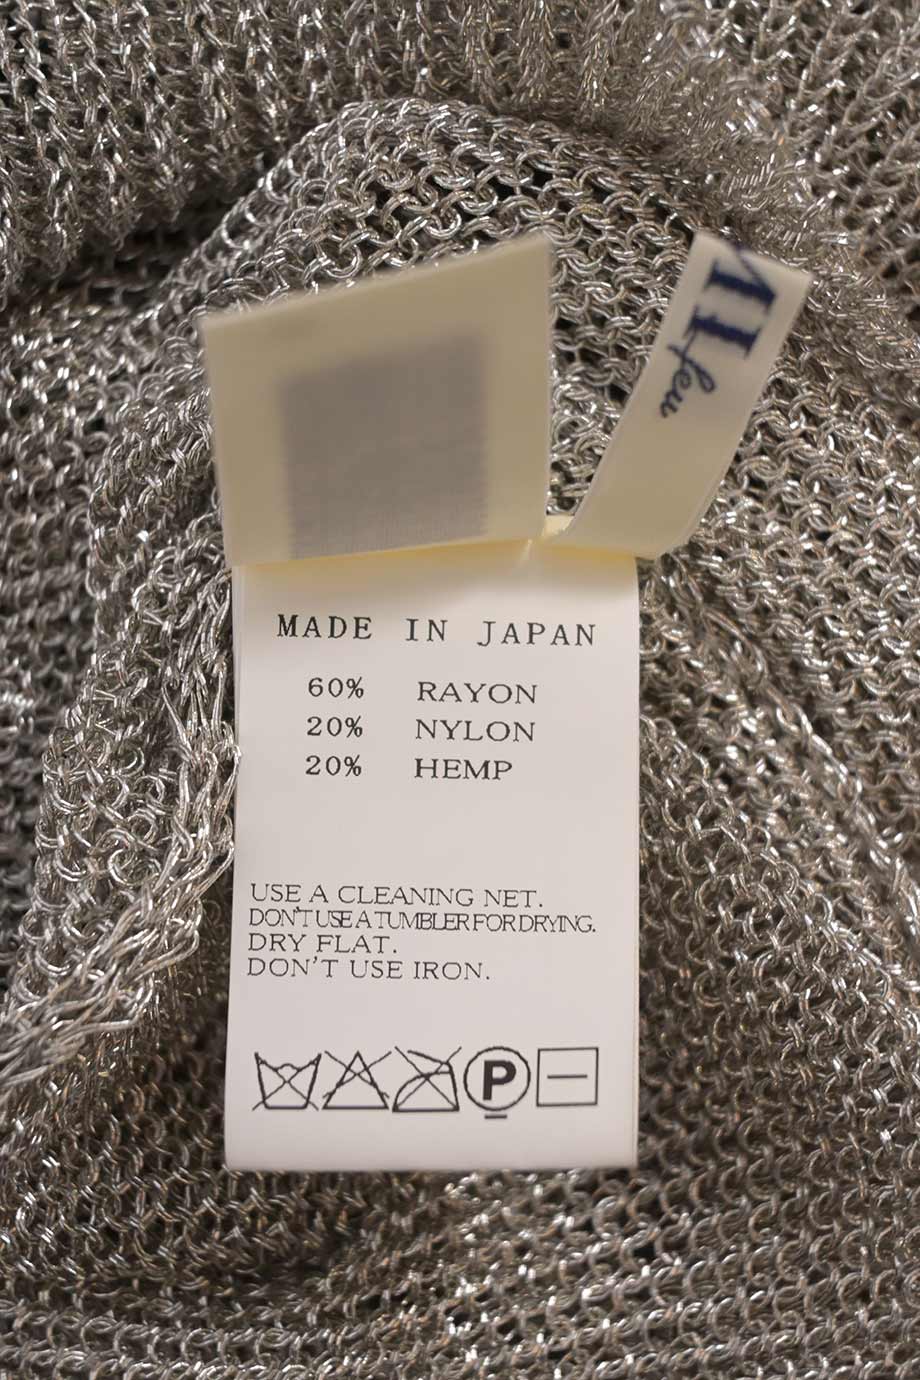 MADE IN JAPAN
60% RAYON
20% NYLON
20% HEMP
USE A CLEANING NET.
DON'T USE A TUMBLER FOR DRYING.
DRY FLAT.
DON'T USE IRON.
P